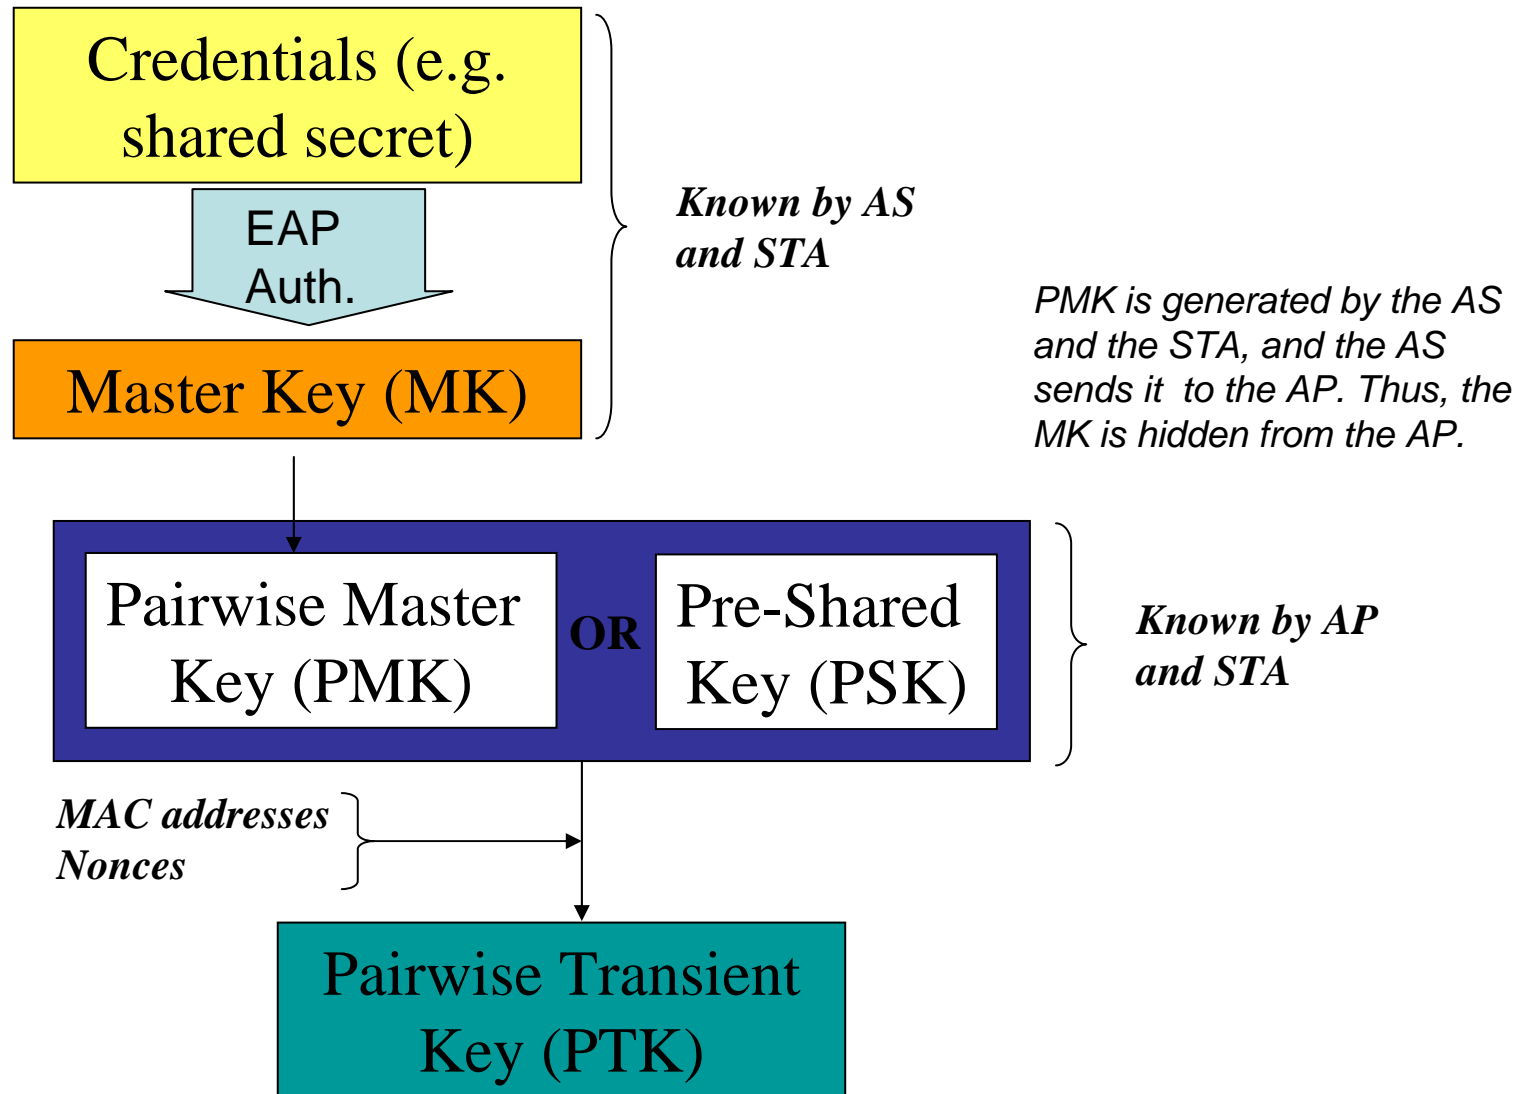 Credentials (e.g.
shared secret)
EAP
Auth.
Master Key (MK)
Known by AS
and STA
PMK is generated by the AS
and the STA, and the AS
sends it  to the AP. Thus, the
MK is hidden from the AP.
Pairwise Master
Key (PMK)
OR
Pre-Shared
Key (PSK)
Known by AP
and STA
MAC addresses
Nonces
Pairwise Transient
Key (PTK)